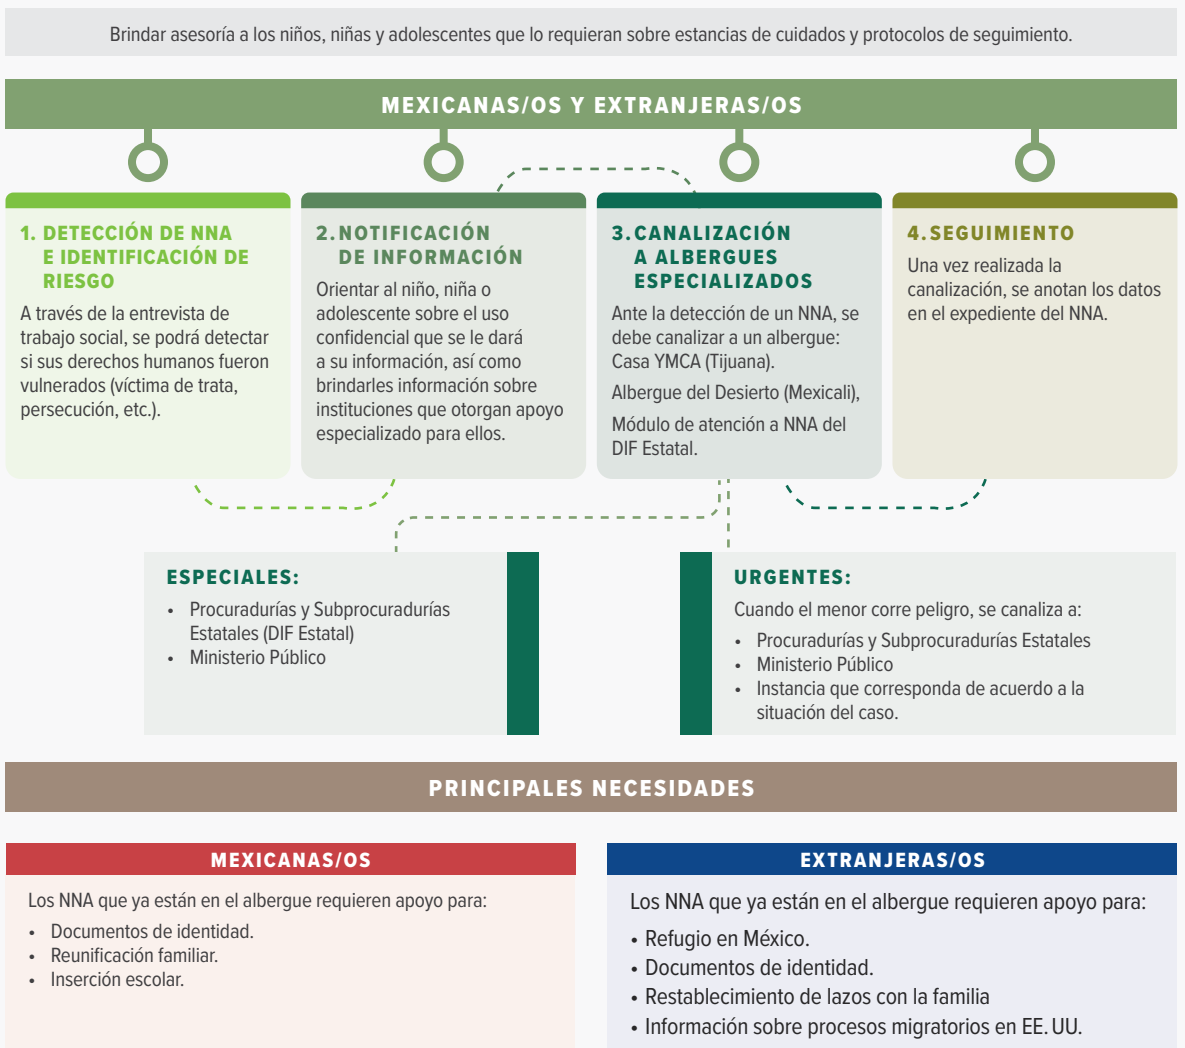 Brindar asesoría a los niños, niñas y adolescentes que lo requieran sobre estancias de cuidados y protocolos de seguimiento.
MEXICANAS/OS Y EXTRANJERAS/OS
1. DETECCIÓN DE NNA
E IDENTIFICACIÓN DE
RIESGO
A través de la entrevista de
trabajo social, se podrá detectar
si sus derechos humanos fueron
vulnerados (víctima de trata,
persecución, etc.).
2. NOTIFICACIÓN
DE INFORMACIÓN
Orientar al niño, niña o
adolescente sobre el uso
confidencial que se le dará
a su información, así como
brindarles información sobre
instituciones que otorgan apoyo
especializado para ellos.
3. CANALIZACIÓN
A ALBERGUES
ESPECIALIZADOS
Ante la detección de un NNA, se
debe canalizar a un albergue:
Casa YMCA (Tijuana).
Albergue del Desierto (Mexicali),
Módulo de atención a NNA del
DIF Estatal.
4. SEGUIMIENTO
Una vez realizada la
canalización, se anotan los datos
en el expediente del NNA.
ESPECIALES:
• Procuradurías y Subprocuradurías
Estatales (DIF Estatal)
• Ministerio Público
URGENTES:
Cuando el menor corre peligro, se canaliza a:
• Procuradurías y Subprocuradurías Estatales
• Ministerio Público
• Instancia que corresponda de acuerdo a la
situación del caso.
PRINCIPALES NECESIDADES
MEXICANAS/OS
Los NNA que ya están en el albergue requieren apoyo para:
• Documentos de identidad.
• Reunificación familiar.
• Inserción escolar.
EXTRANJERAS/OS
Los NNA que ya están en el albergue requieren apoyo para:
• Refugio en México.
• Documentos de identidad.
• Restablecimiento de lazos con la familia
• Información sobre procesos migratorios en EE. UU.